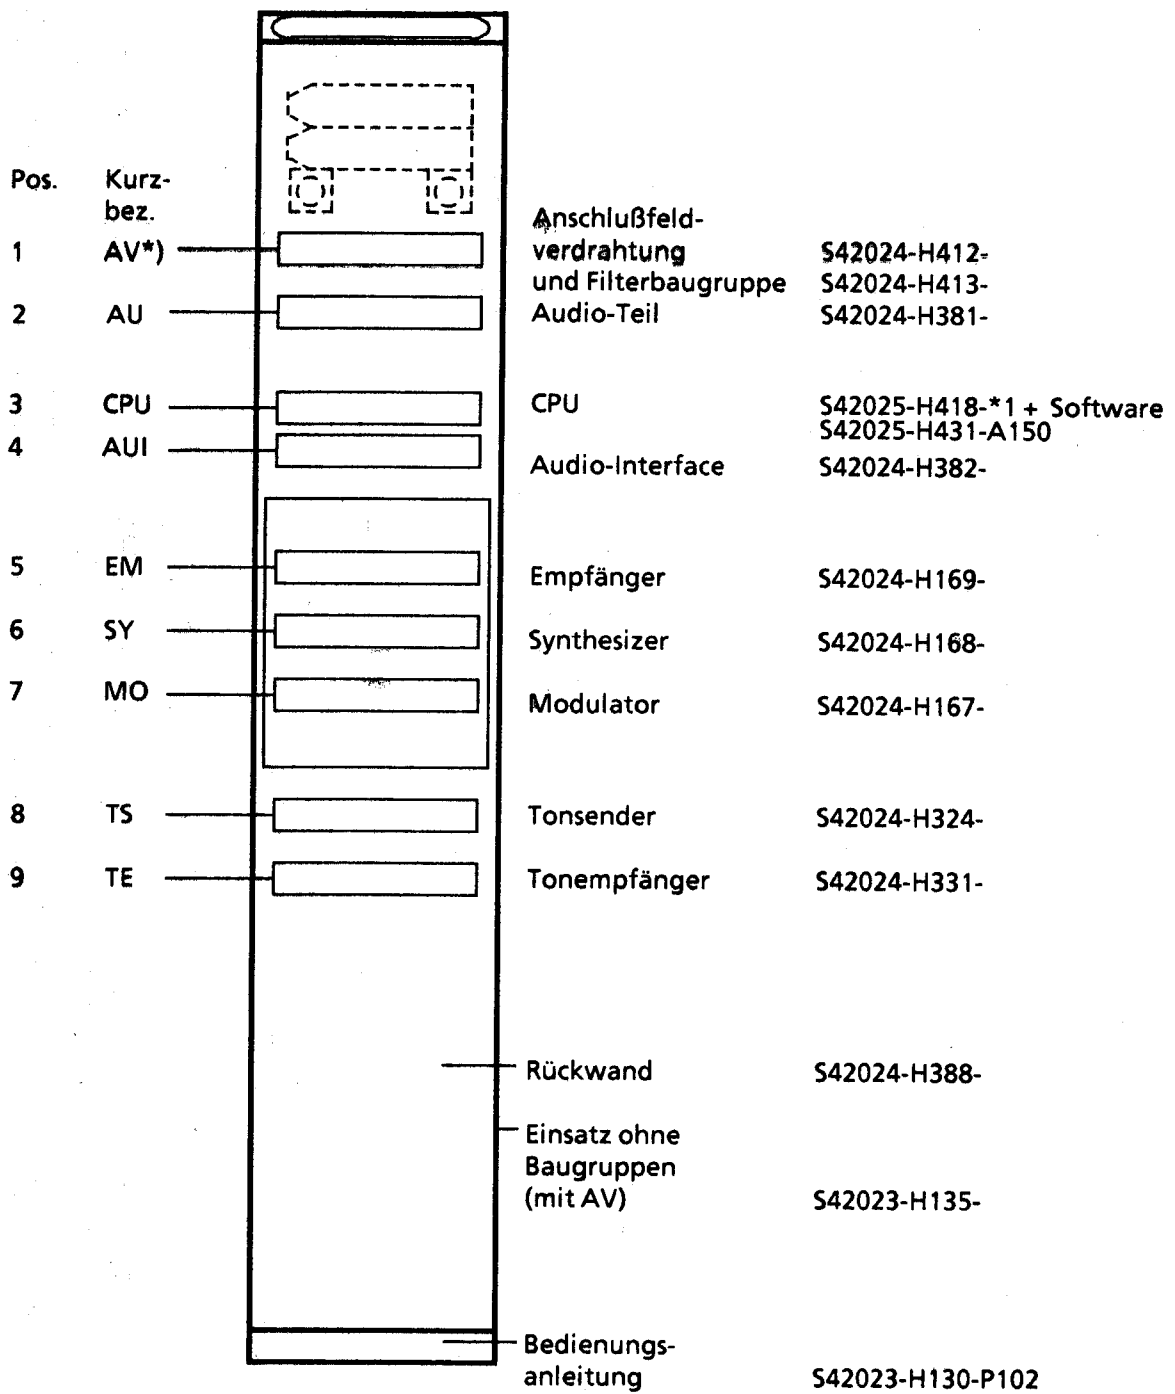 Pos. Kurz-
bez.
Anschlußfeld-
1 AV*) verdrahtung S42024-H412-
und Filterbaugruppe S42024-H413-
2 AU Audio-Teil S42024-H381-
3 CPU CPU S42025-H418-*1 + Software
S42025-H431-A150
4 AUI Audio-Interface S42024-H382-
5 EM Empfänger S42024-H169-
6 SY Synthesizer S42024-H168-
7 MO Modulator S42024-H167-
8 TS Tonsender S42024-H324-
9 TE Tonempfänger S42024-H331-
Rückwand S42024-H388-
Einsatz ohne
Baugruppen
(mit AV) S42023-H135-
Bedienungs-
anleitung S42023-H130-P102